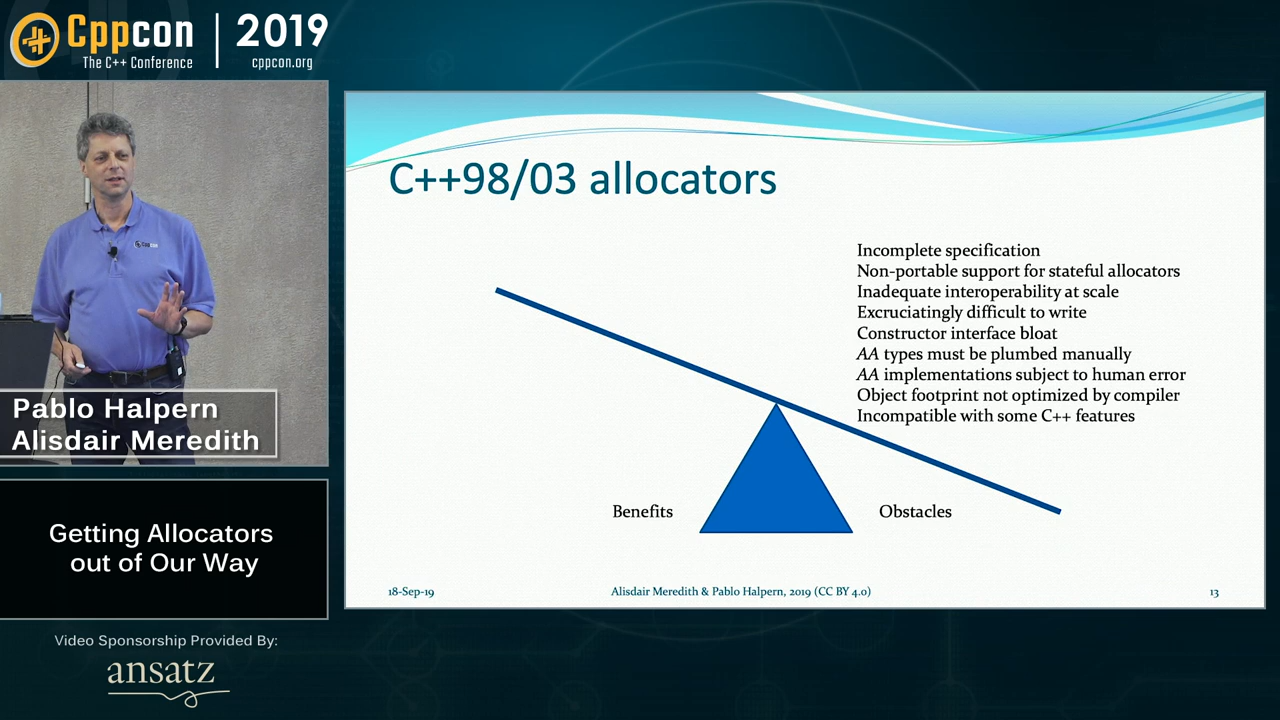 Cppcon
The C++ Conference
2019
cppcon.org
Pablo Halpern
Alisdair Meredith
Getting Allocators
out of Our Way
Video Sponsorship Provided By:
ansatz
C++98/03 allocators
Incomplete specification
Non-portable support for stateful allocators
Inadequate interoperability at scale
Excruciatingly difficult to write
Constructor interface bloat
AA types must be plumbed manually
AA implementations subject to human error
Object footprint not optimized by compiler
Incompatible with some C++ features
Benefits
Obstacles
18-Sep-19
Alisdair Meredith & Pablo Halpern, 2019 (CC BY 4.0)
13